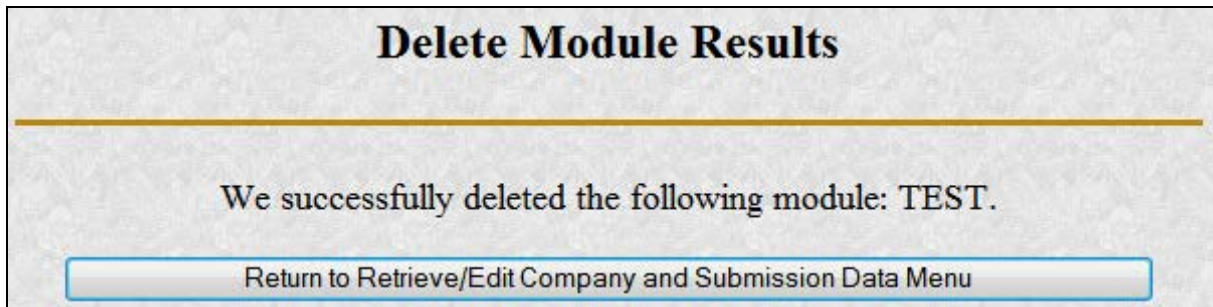 Delete Module Results
We successfully deleted the following module: TEST.
Return to Retrieve/Edit Company and Submission Data Menu